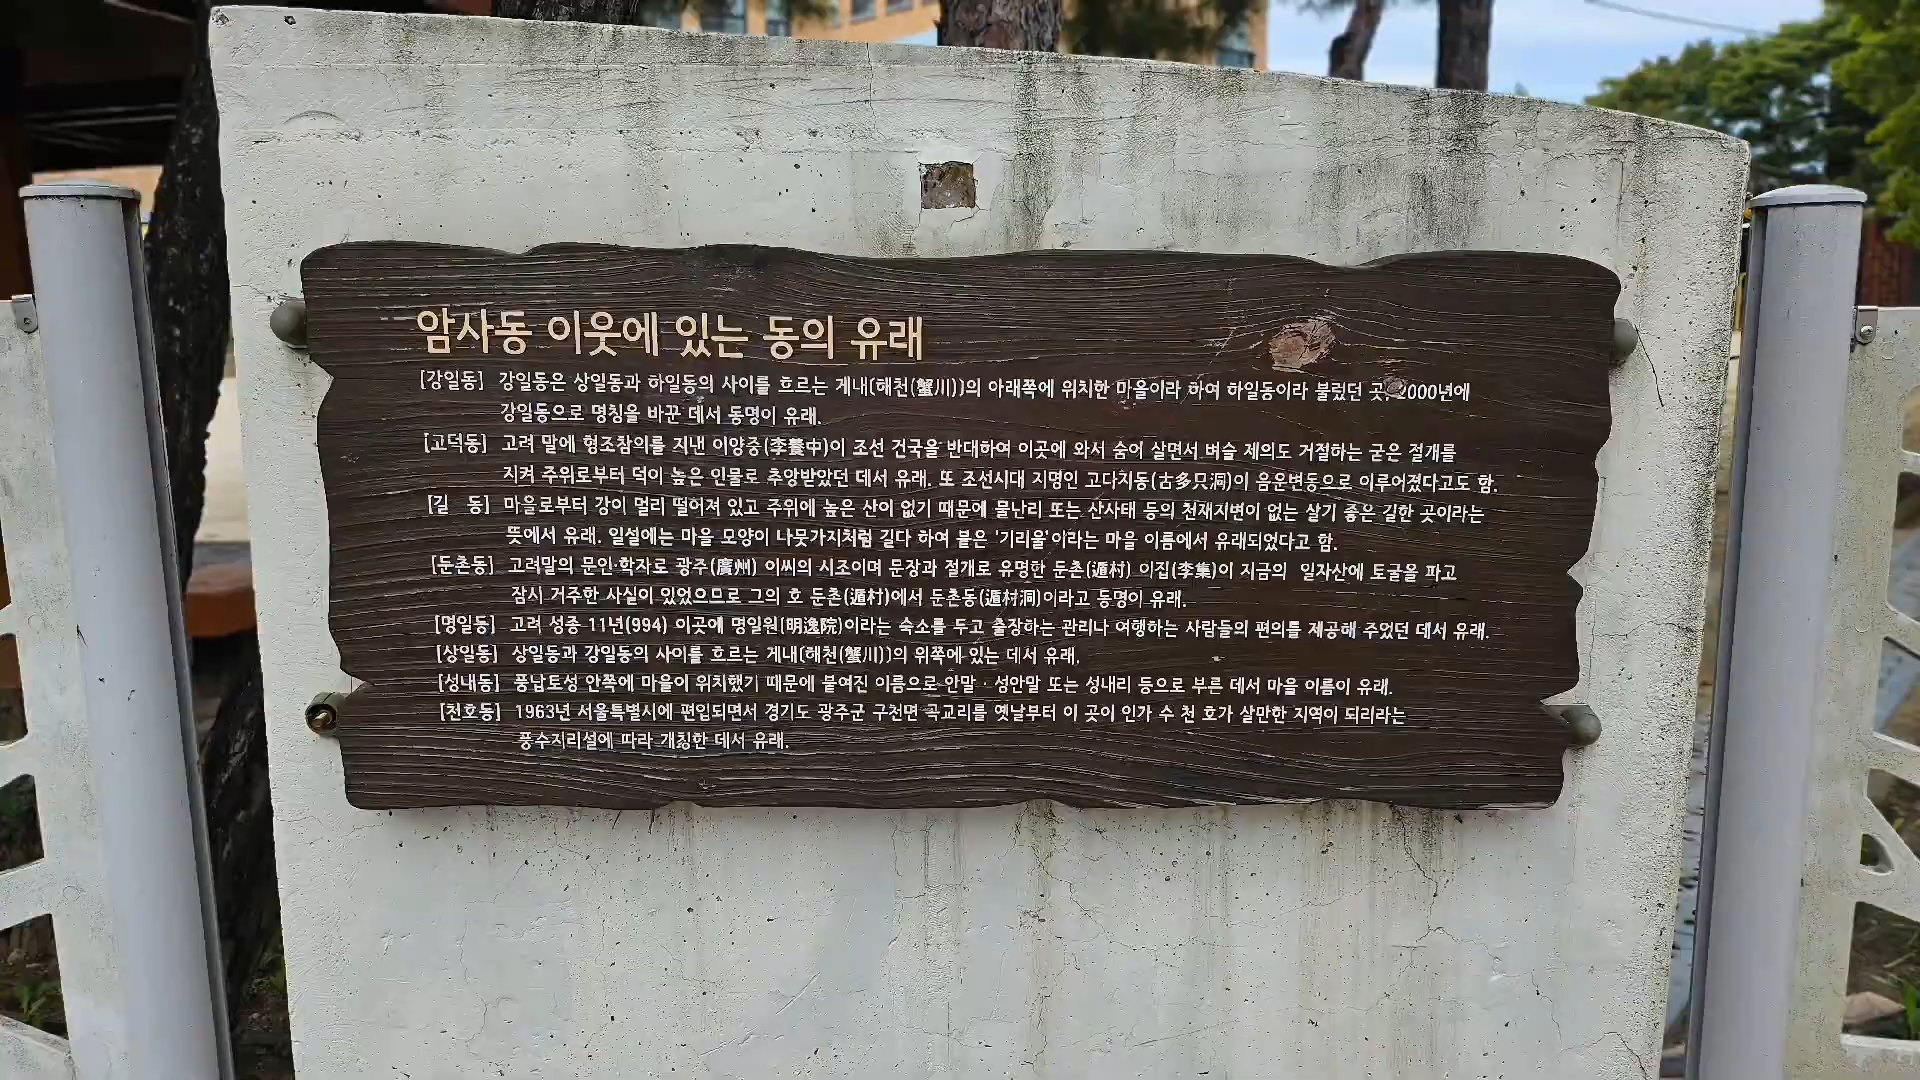 암사동 이웃에 있는 동의 유래
[강일동] 강일동은 상일동과 하일동의 사이를 흐르는 게내(해천(蟹川))의 아래쪽에 위치한 마을이라 하여 하일동이라 불렀던 곳, 2000년에
강일동으로 명칭을 바꾼 데서 동명이 유래.
[고덕동] 고려 말에 형조참의를 지낸 이양중(李養中)이 조선 건국을 반대하여 이곳에 와서 숨어 살면서 벼슬 제의도 거절하는 굳은 절개를
지켜 주위로부터 덕이 높은 인물로 추앙받았던 데서 유래. 또 조선시대 지명인 고다지동(古多只洞)이 음운변동으로 이루어졌다고도 함.
[길 동] 마을로부터 강이 멀리 떨어져 있고 주위에 높은 산이 없기 때문에 물난리 또는 산사태 등의 천재지변이 없는 살기 좋은 길한 곳이라는
뜻에서 유래. 일설에는 마을 모양이 나뭇가지처럼 길다 하여 붙은 '기리울'이라는 마을 이름에서 유래되었다고 함.
[둔촌동] 고려말의 문인·학자로 광주(廣州) 이씨의 시조이며 문장과 절개로 유명한 둔촌(遁村) 이집(李集)이 지금의 일자산에 토굴을 파고
잠시 거주한 사실이 있었으므로 그의 호 둔촌(遁村)에서 둔촌동(遁村洞)이라고 동명이 유래.
[명일동] 고려 성종 11년(994) 이곳에 명일원(明逸院)이라는 숙소를 두고 출장하는 관리나 여행하는 사람들의 편의를 제공해 주었던 데서 유래.
[상일동] 상일동과 강일동의 사이를 흐르는 게내(해천(蟹川))의 위쪽에 있는 데서 유래.
[성내동] 풍납토성 안쪽에 마을이 위치했기 때문에 붙여진 이름으로 안말 · 성안말 또는 성내리 등으로 부른 데서 마을 이름이 유래.
[천호동] 1963년 서울특별시에 편입되면서 경기도 광주군 구천면 곡교리를 옛날부터 이 곳이 인가 수 천 호가 살만한 지역이 되리라는
풍수지리설에 따라 개칭한 데서 유래.